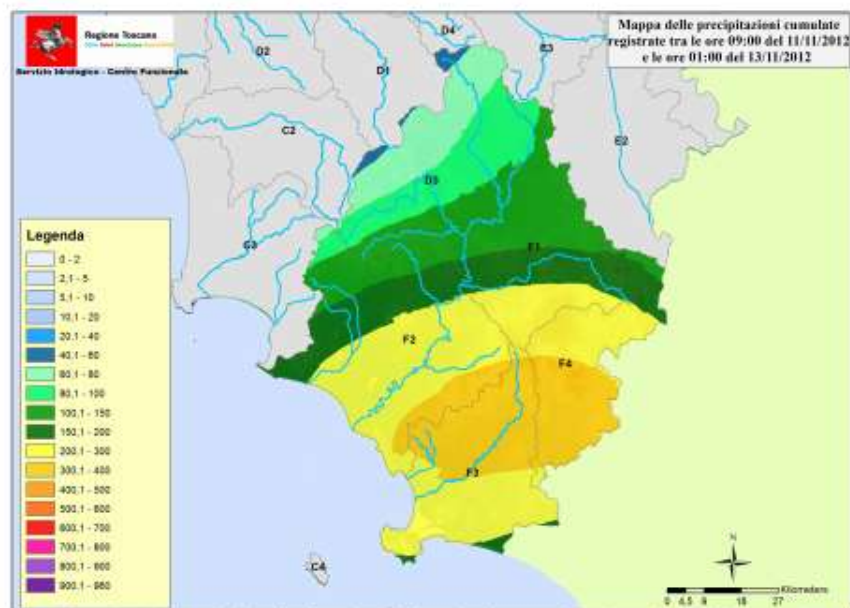 Regione Toscana
Servizio Idrologico - Centro Funzionale
Mappa delle precipitazioni cumulate
registrate tra le ore 09:00 del 11/11/2012
e le ore 01:00 del 13/11/2012
D4
E3
D2
D1
C2
E2
D3
C3
E1
F2
F4
F3
C4
Legenda
0 - 2
2,1 - 5
5,1 - 10
10,1 - 20
20,1 - 40
40,1 - 60
60,1 - 80
80,1 - 100
100,1 - 150
150,1 - 200
200,1 - 300
300,1 - 400
400,1 - 500
500,1 - 600
600,1 - 700
700,1 - 800
800,1 - 900
900,1 - 950
N
Kilometers
0 4,5 9 18 27